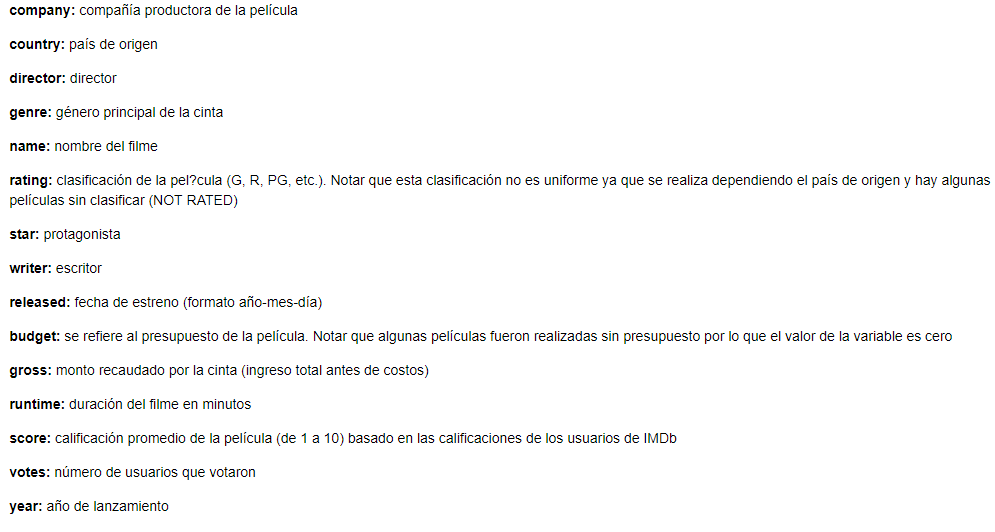 company: compañía productora de la película
country: país de origen
director: director
genre: género principal de la cinta
name: nombre del filme
rating: clasificación de la pel?cula (G, R, PG, etc.). Notar que esta clasificación no es uniforme ya que se realiza dependiendo el país de origen y hay algunas
películas sin clasificar (NOT RATED)
star: protagonista
writer: escritor
released: fecha de estreno (formato año-mes-día)
budget: se refiere al presupuesto de la película. Notar que algunas películas fueron realizadas sin presupuesto por lo que el valor de la variable es cero
gross: monto recaudado por la cinta (ingreso total antes de costos)
runtime: duración del filme en minutos
score: calificación promedio de la película (de 1 a 10) basado en las calificaciones de los usuarios de IMDb
votes: número de usuarios que votaron
year: año de lanzamiento